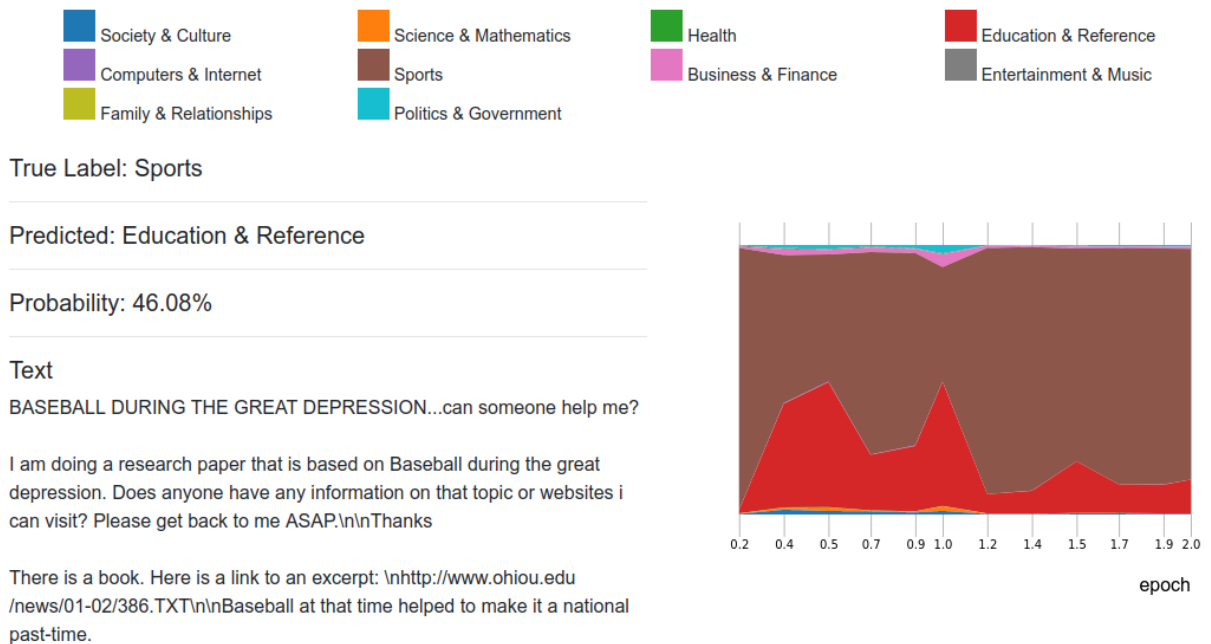 Society & Culture
Science & Mathematics
Health
Education & Reference
Computers & Internet
Sports
Business & Finance
Entertainment & Music
Family & Relationships
Politics & Government
True Label: Sports
Predicted: Education & Reference
Probability: 46.08%
Text
BASEBALL DURING THE GREAT DEPRESSION...can someone help me?
I am doing a research paper that is based on Baseball during the great
depression. Does anyone have any information on that topic or websites i
can visit? Please get back to me ASAP.\n\nThanks
There is a book. Here is a link to an excerpt: \nhttp://www.ohiou.edu
/news/01-02/386.TXT\n\nBaseball at that time helped to make it a national
past-time.
0.2 0.4 0.5 0.7 0.9 1.0 1.2 1.4 1.5 1.7 1.9 2.0
epoch